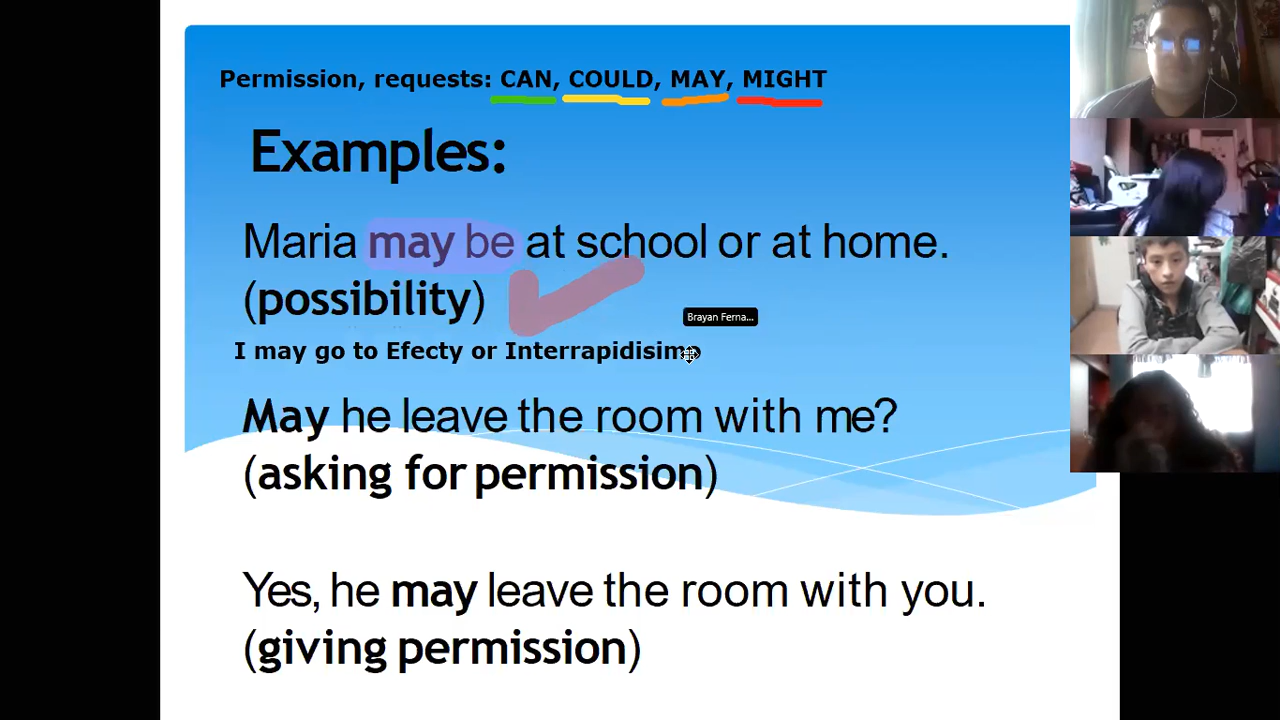 Permission, requests: CAN, COULD, MAY, MIGHT
Examples:
Maria may be at school or at home.
(possibility)
Brayan Ferna...
I may go to Efecty or Interrapidisimo
May he leave the room with me?
(asking for permission)
Yes, he may leave the room with you.
(giving permission)